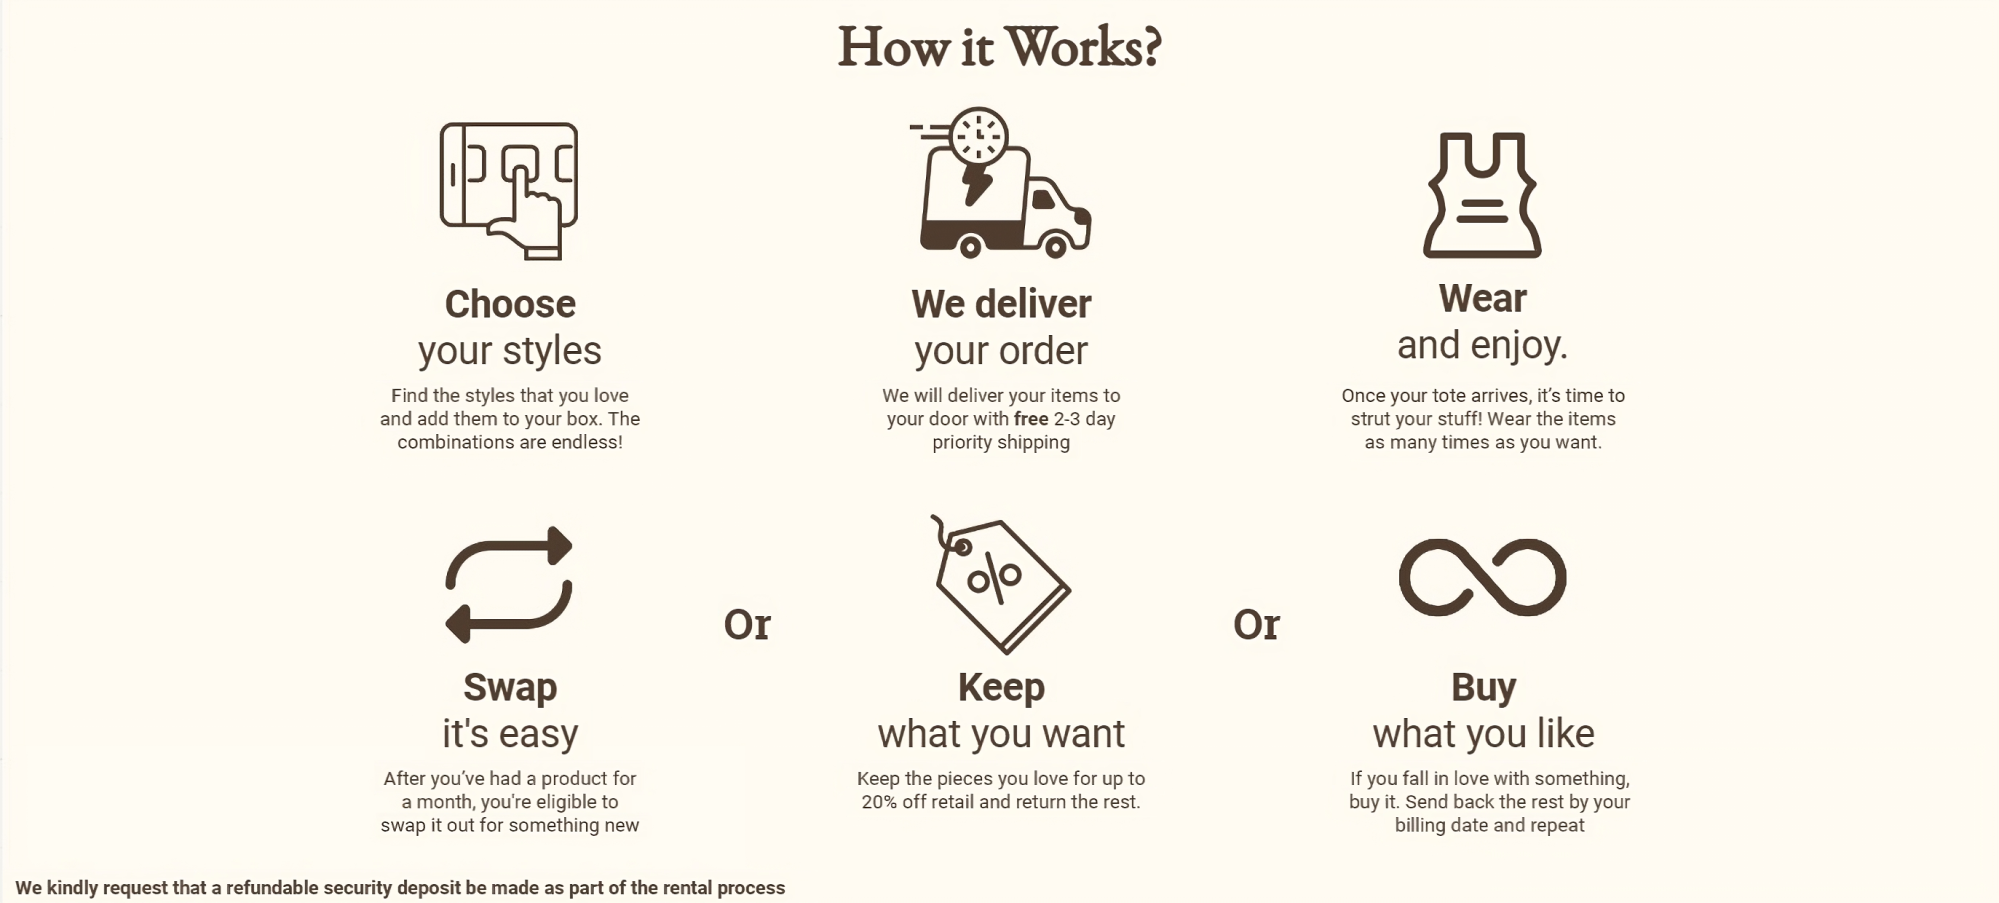 How it Works?
Choose
your styles
Find the styles that you love
and add them to your box. The
combinations are endless!
We deliver
your order
We will deliver your items to
your door with free 2-3 day
priority shipping
Wear
and enjoy.
Once your tote arrives, it’s time to
strut your stuff! Wear the items
as many times as you want.
%
Swap
it's easy
After you’ve had a product for
a month, you're eligible to
swap it out for something new
Or
Keep
what you want
Keep the pieces you love for up to
20% off retail and return the rest.
Or
Buy
what you like
If you fall in love with something,
buy it. Send back the rest by your
billing date and repeat
We kindly request that a refundable security deposit be made as part of the rental process